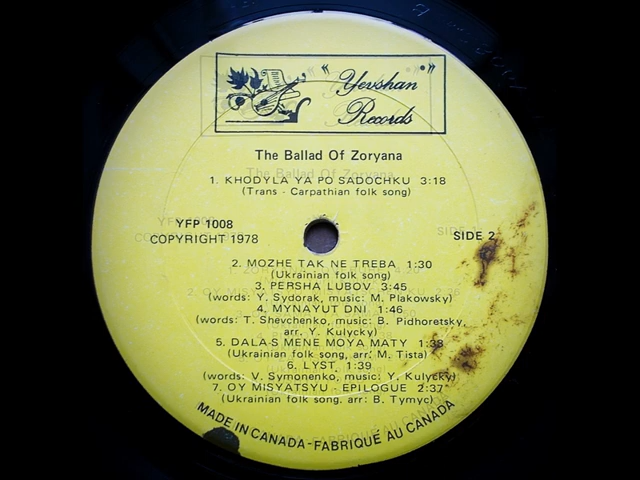 "Yevshan"
Records
The Ballad Of Zoryana
1. KHODYLA YA PO SADOCHKU 3:18
(Trans - Carpathian folk song)
YFP 1008
COPYRIGHT 1978
SIDE 2
2. MOZHE TAK NE TREBA 1:30
(Ukrainian folk song)
3. PERSHA LUBOV 3:45
(words: Y. Sydorak, music: M. Plakowsky)
4. MYNAYUT DNI 1:46
(words: T. Shevchenko, music: B. Pidhoretsky,
arr. Y. Kulycky)
5. DALA-S MENE MOYA MATY 1:38
(Ukrainian folk song, arr. M. Tista)
6. LYST 1:39
(words: V. Symonenko, music: Y. Kulycky)
7. OY MISYATSYU - EPILOGUE 2:37
(Ukrainian folk song. arr: B. Tymyc)
MADE IN CANADA-FABRIQUÉ AU CANADA